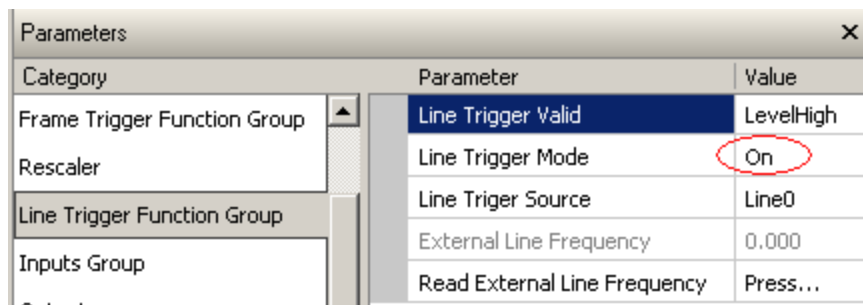 Parameters
Category
Parameter
Value
Frame Trigger Function Group
Rescaler
Line Trigger Function Group
Inputs Group
Line Trigger Valid
LevelHigh
Line Trigger Mode
On
Line Triger Source
Line0
External Line Frequency
0.000
Read External Line Frequency
Press...